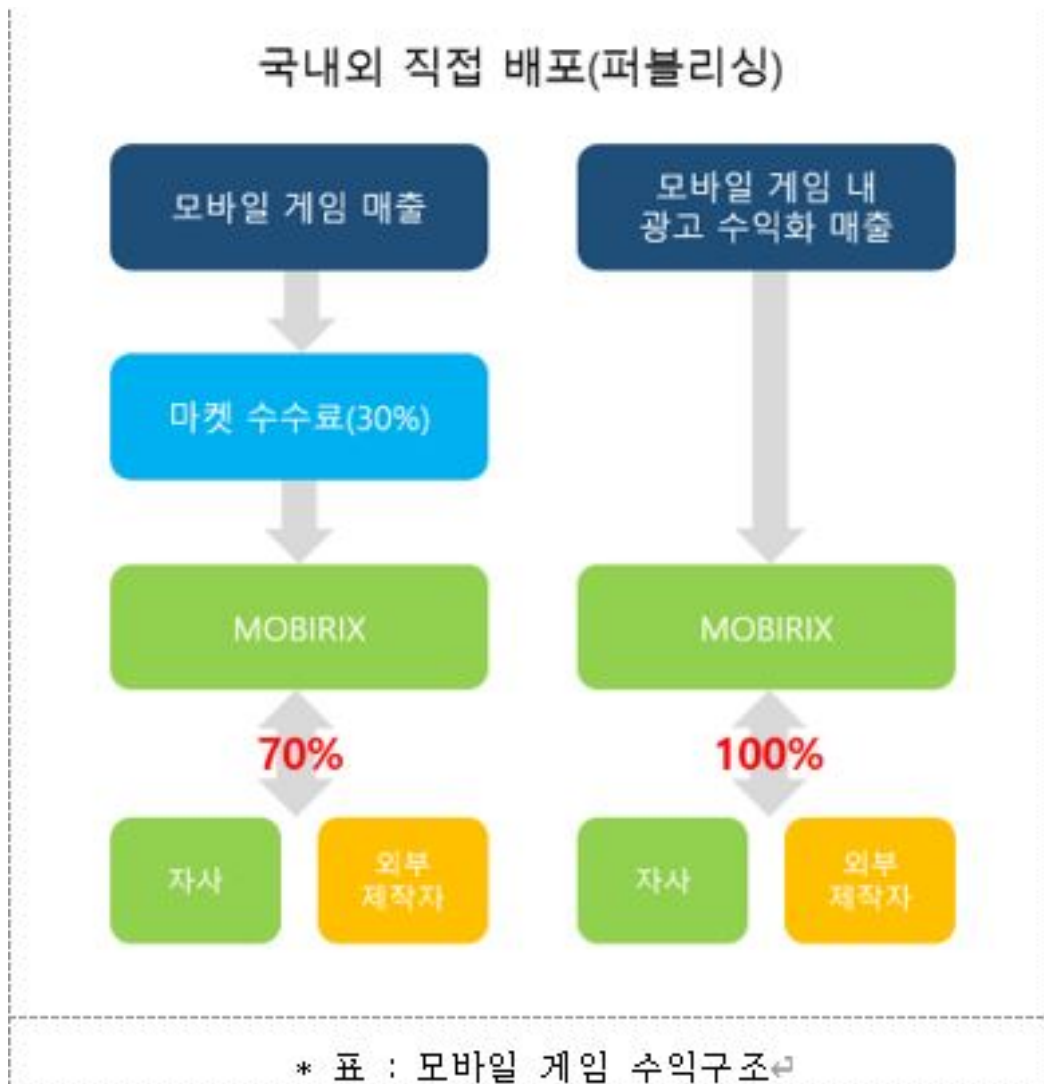 국내외 직접 배포(퍼블리싱)
모바일 게임 매출
마켓 수수료(30%)
MOBIRIX
70%
자사
외부
제작자
모바일 게임 내
광고 수익화 매출
MOBIRIX
100%
자사
외부
제작자
* 표 : 모바일 게임 수익구조↵